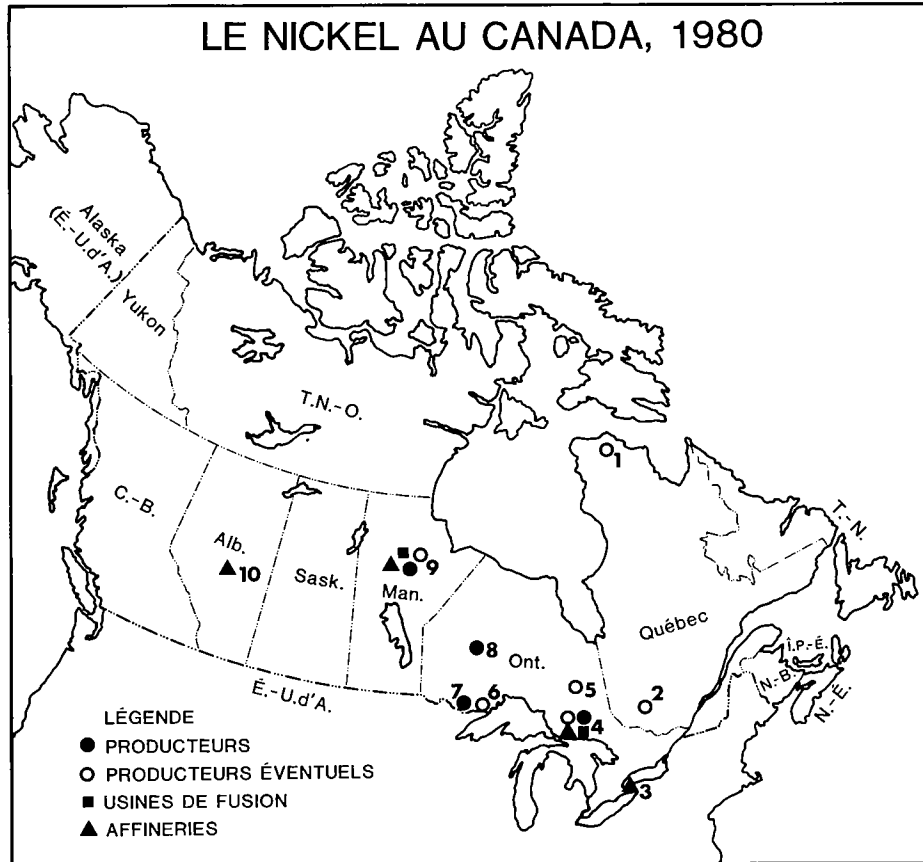 LE NICKEL AU CANADA, 1980
Alaska
(É.-U.d'A.)
Yukon
T.N.-O.
1
C.-B.
Alb.
10
Sask.
9
Man.
T.-N.
Québec
8
Ont.
Î.P.-É.
N.-B.
N.-É.
7
6
5
2
4
É.-U.d'A.
3
LÉGENDE
PRODUCTEURS
PRODUCTEURS ÉVENTUELS
USINES DE FUSION
AFFINERIES